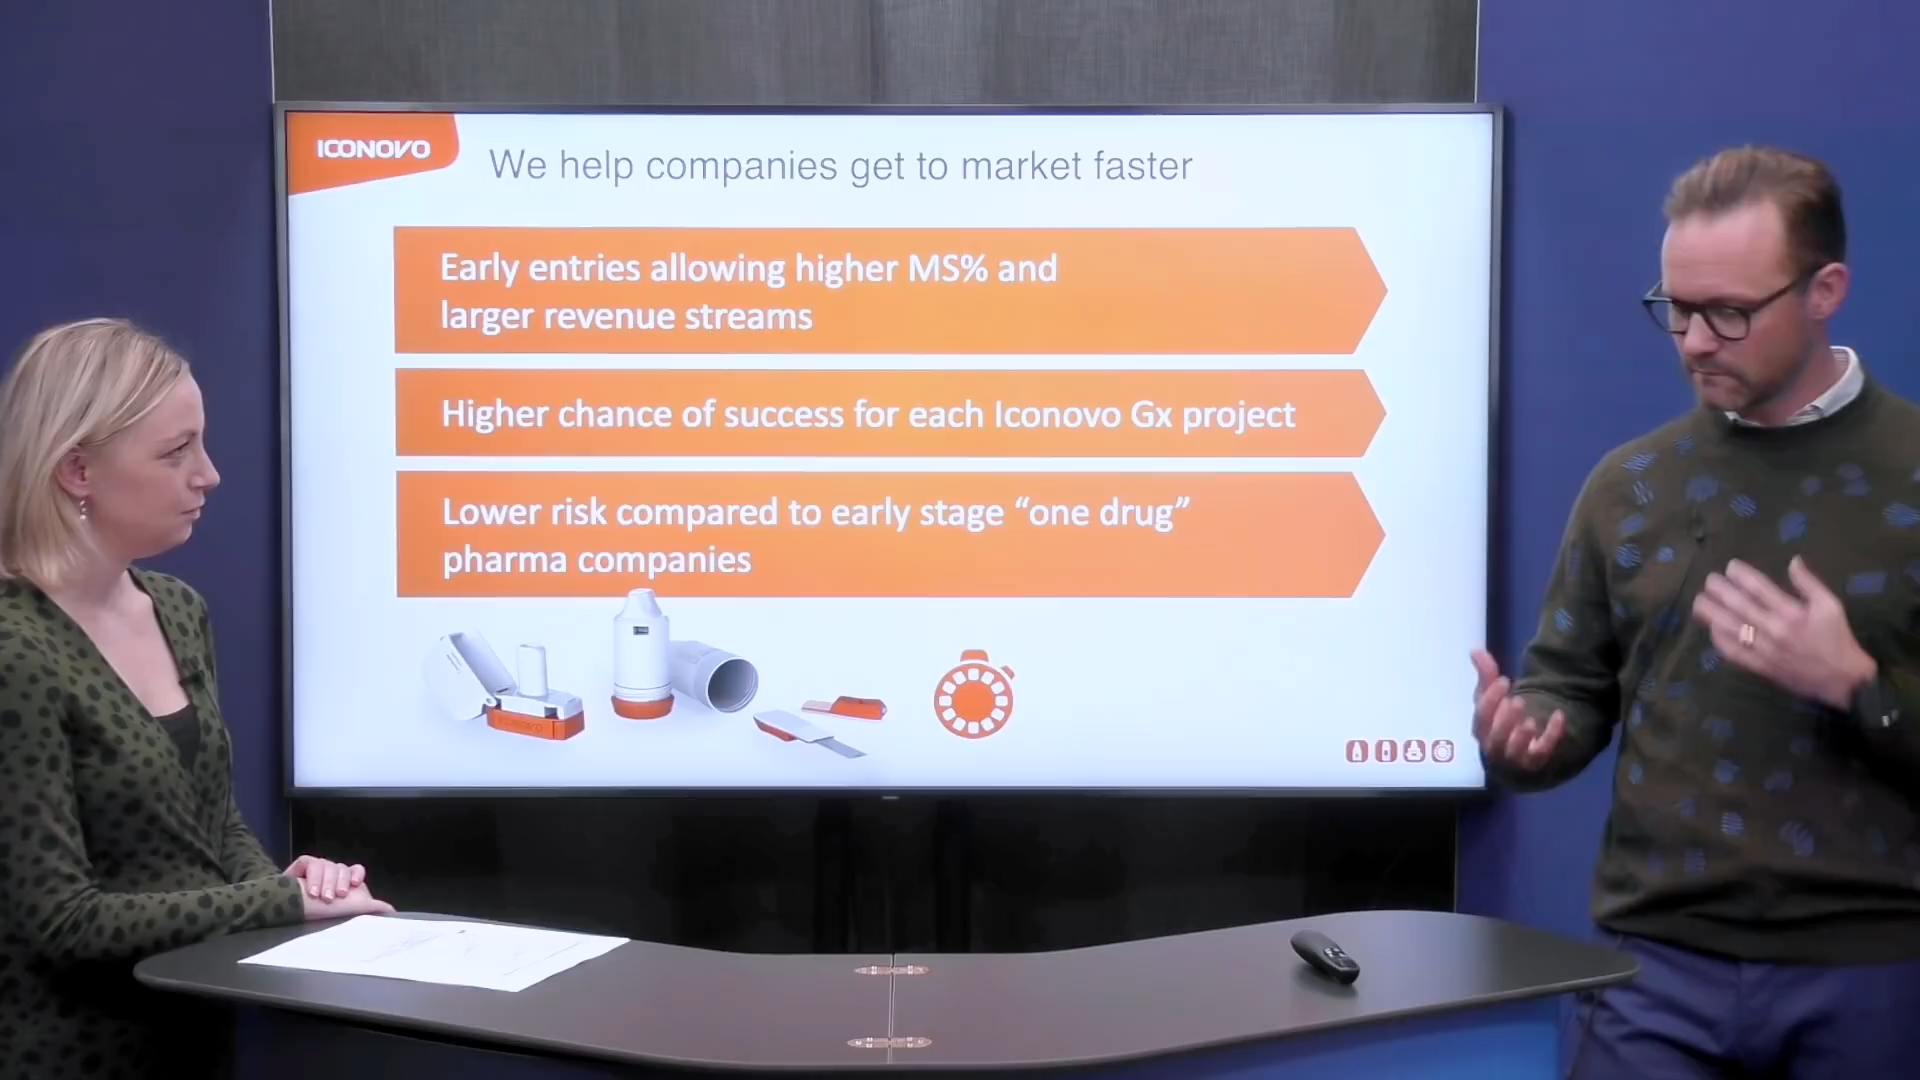 ICONOVO
We help companies get to market faster
Early entries allowing higher MS% and
larger revenue streams
Higher chance of success for each Iconovo Gx project
Lower risk compared to early stage “one drug”
pharma companies
ICONOVO